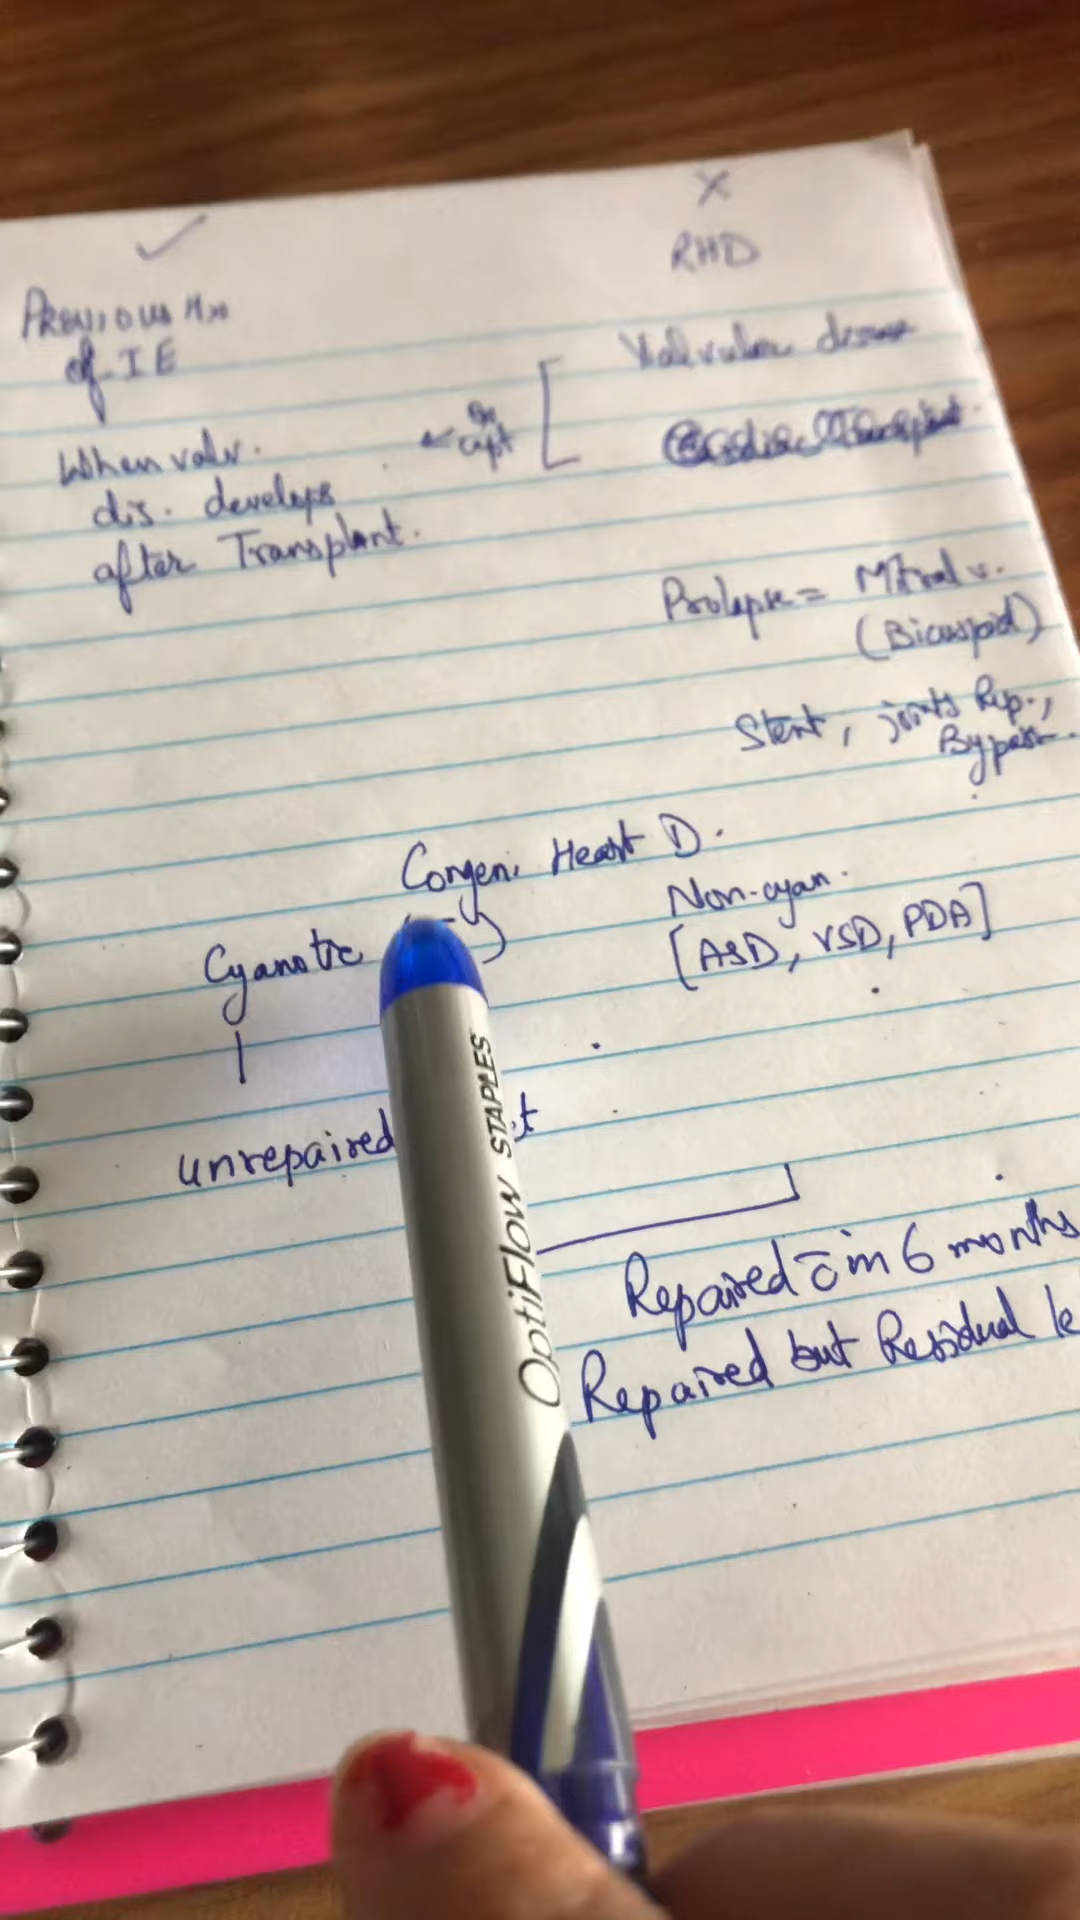 ✓
X
RHD
Previous Hx
of IE
Valvular disease
When valv.
dis. develops
after Transplant.
Prolapse = Mitral v.
(Bicuspid)
Stent, joints Rep.,
Bypass.
Congen. Heart D.
Cyanotic
Non-cyan.
[ASD, VSD, PDA]
unrepaired
Repaired c̄ in 6 months
Repaired but Residual le
OptiFlow STAPLES